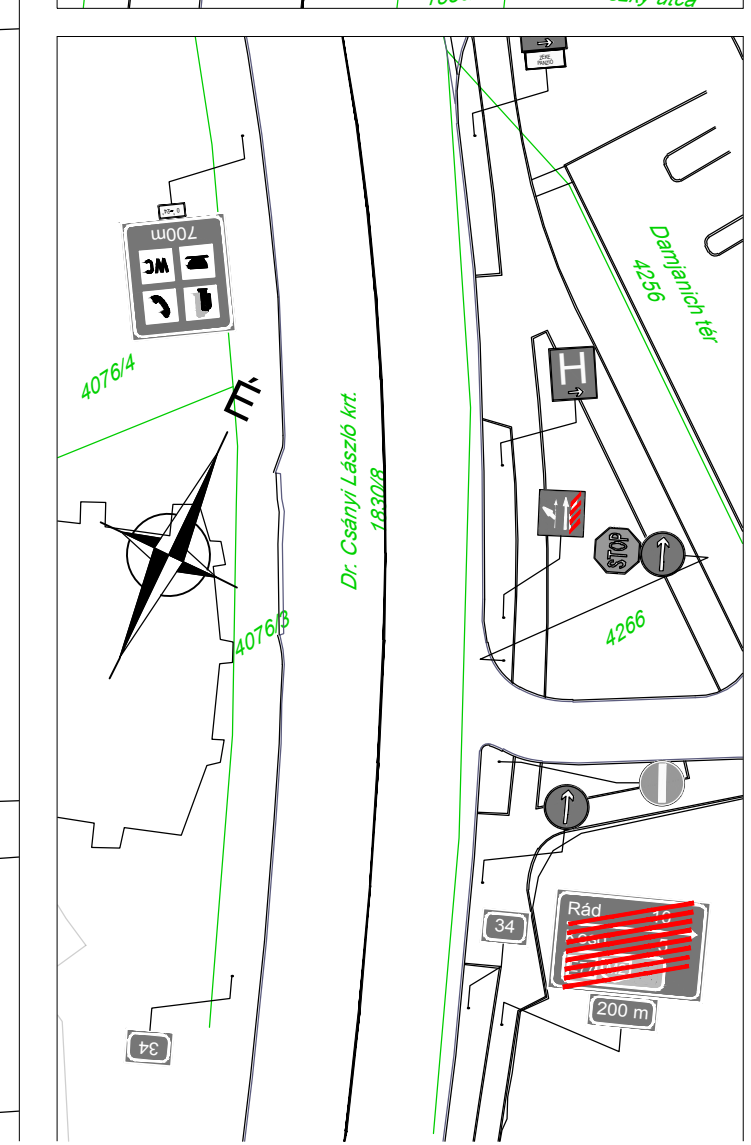 700m
WC
4076/4
É
Dr. Csányi László krt.
1830/8
Damjanich tér
4256
H
STOP
4076/3
4266
34
Rád
16
200 m
34